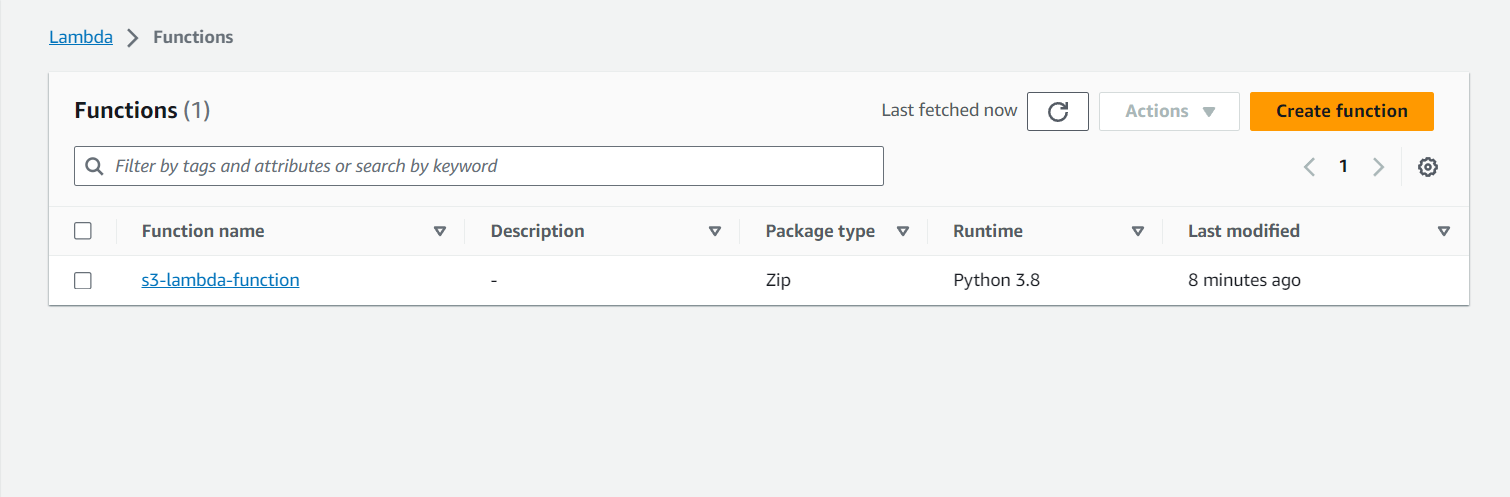 Lambda Functions
Functions (1) Last fetched now Actions Create function
Filter by tags and attributes or search by keyword 1
Function name Description Package type Runtime Last modified
s3-lambda-function - Zip Python 3.8 8 minutes ago